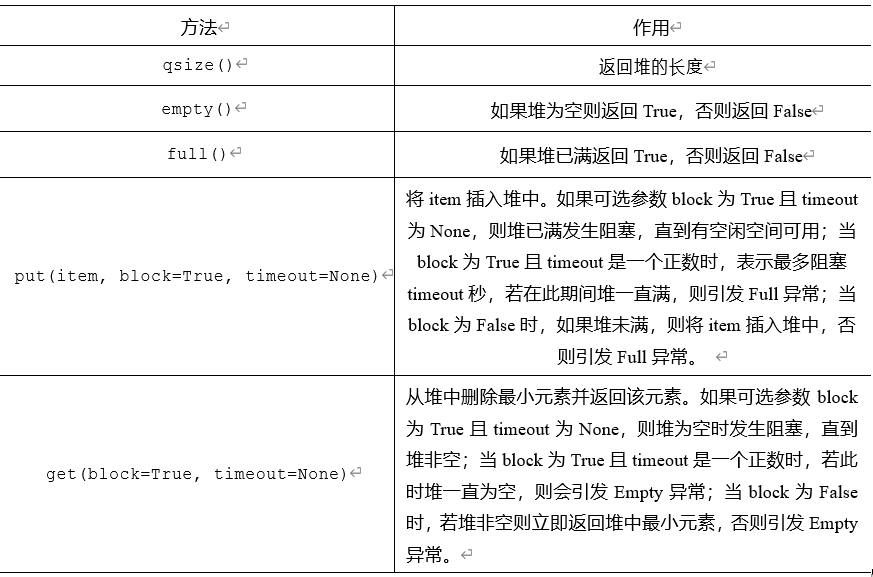 方法 作用
qsize() 返回堆的长度
empty() 如果堆为空则返回 True，否则返回 False
full() 如果堆已满返回 True，否则返回 False
put(item, block=True, timeout=None)
将 item 插入堆中。如果可选参数 block 为 True 且 timeout
为 None，则堆已满发生阻塞，直到有空闲空间可用；当
block 为 True 且 timeout 是一个正数时，表示最多阻塞
timeout 秒，若在此期间堆一直满，则引发 Full 异常；当
block 为 False 时，如果堆未满，则将 item 插入堆中，否
则引发 Full 异常。
get(block=True, timeout=None)
从堆中删除最小元素并返回该元素。如果可选参数 block
为 True 且 timeout 为 None，则堆为空时发生阻塞，直到
堆非空；当 block 为 True 且 timeout 是一个正数时，若此
时堆一直为空，则会引发 Empty 异常；当 block 为 False
时，若堆非空则立即返回堆中最小元素，否则引发 Empty
异常。